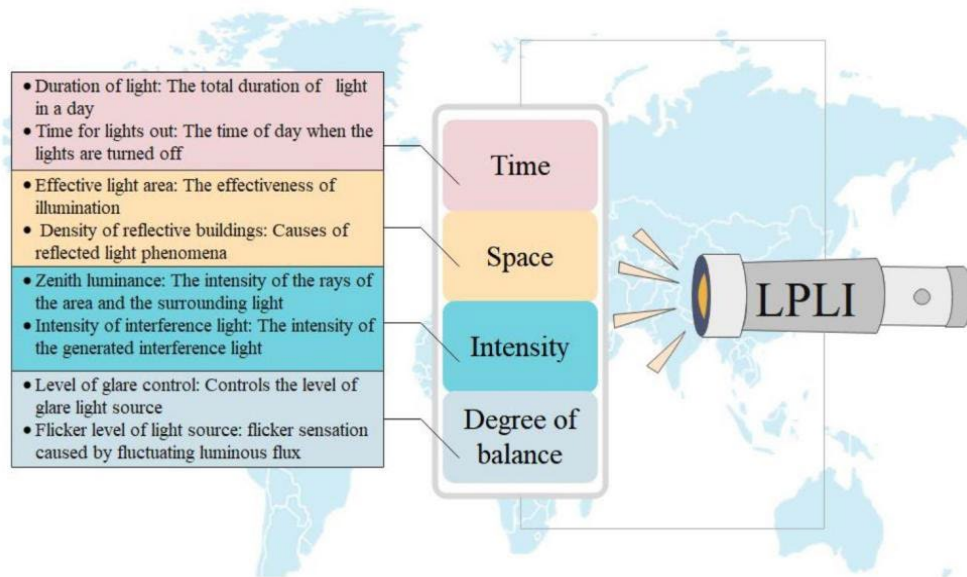 • Duration of light: The total duration of light
in a day
• Time for lights out: The time of day when the
lights are turned off
• Effective light area: The effectiveness of
illumination
• Density of reflective buildings: Causes of
reflected light phenomena
• Zenith luminance: The intensity of the rays of
the area and the surrounding light
• Intensity of interference light: The intensity of
the generated interference light
• Level of glare control: Controls the level of
glare light source
• Flicker level of light source: flicker sensation
caused by fluctuating luminous flux
Time
Space
Intensity
Degree of
balance
LPLI